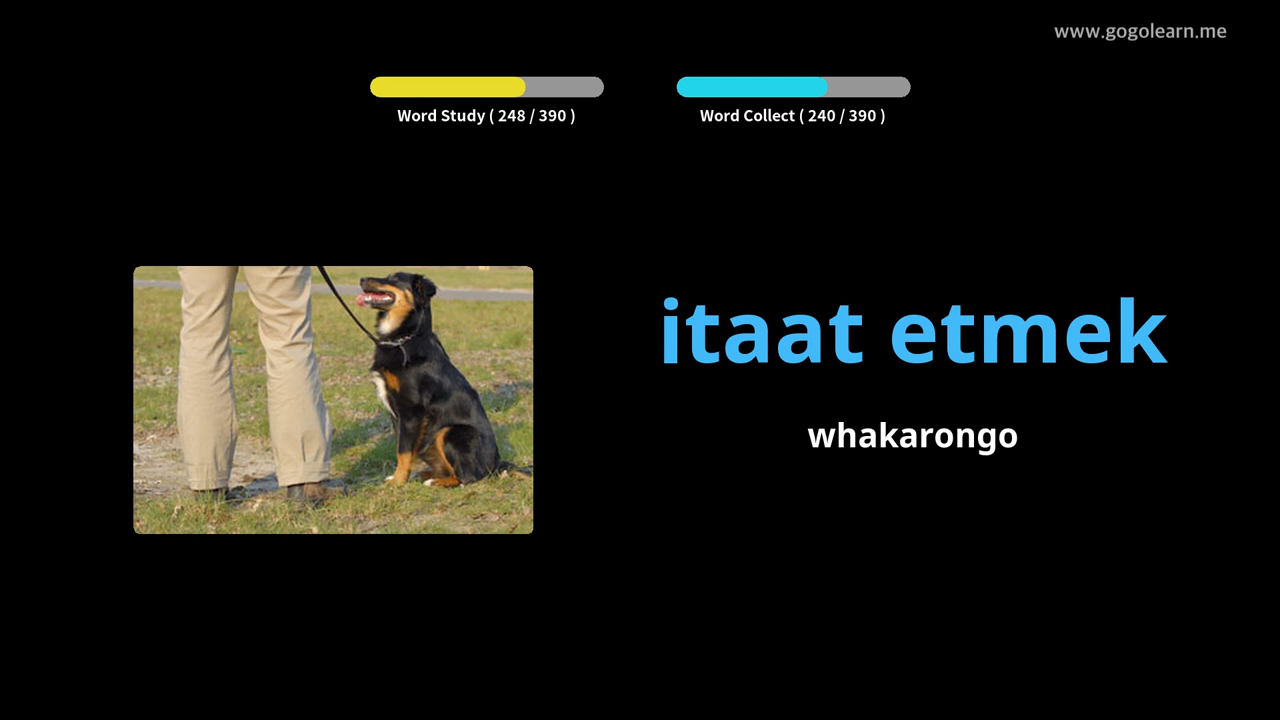 www.gogolearn.me
Word Study ( 248 / 390 )
Word Collect ( 240 / 390 )
itaat etmek
whakarongo